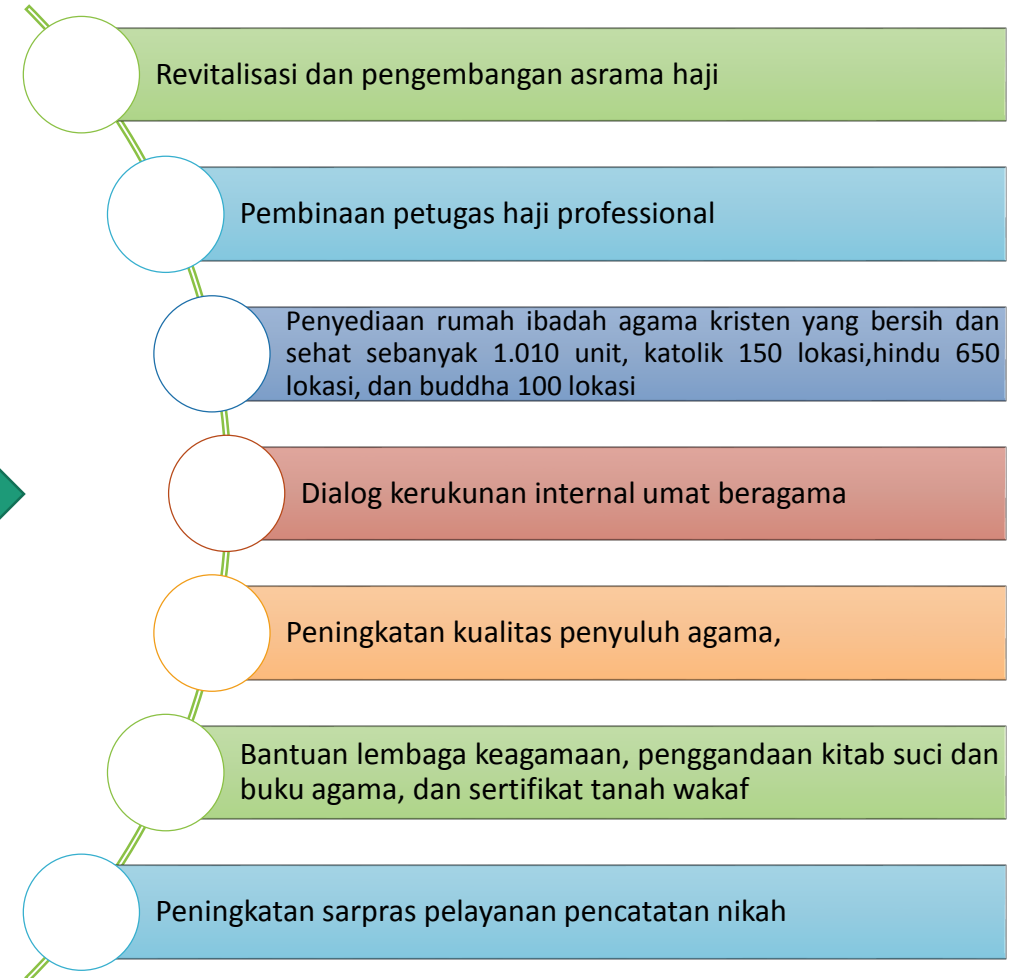 Revitalisasi dan pengembangan asrama haji
Pembinaan petugas haji professional
Penyediaan rumah ibadah agama kristen yang bersih dan
sehat sebanyak 1.010 unit, katolik 150 lokasi,hindu 650
lokasi, dan buddha 100 lokasi
Dialog kerukunan internal umat beragama
Peningkatan kualitas penyuluh agama,
Bantuan lembaga keagamaan, penggandaan kitab suci dan
buku agama, dan sertifikat tanah wakaf
Peningkatan sarpras pelayanan pencatatan nikah